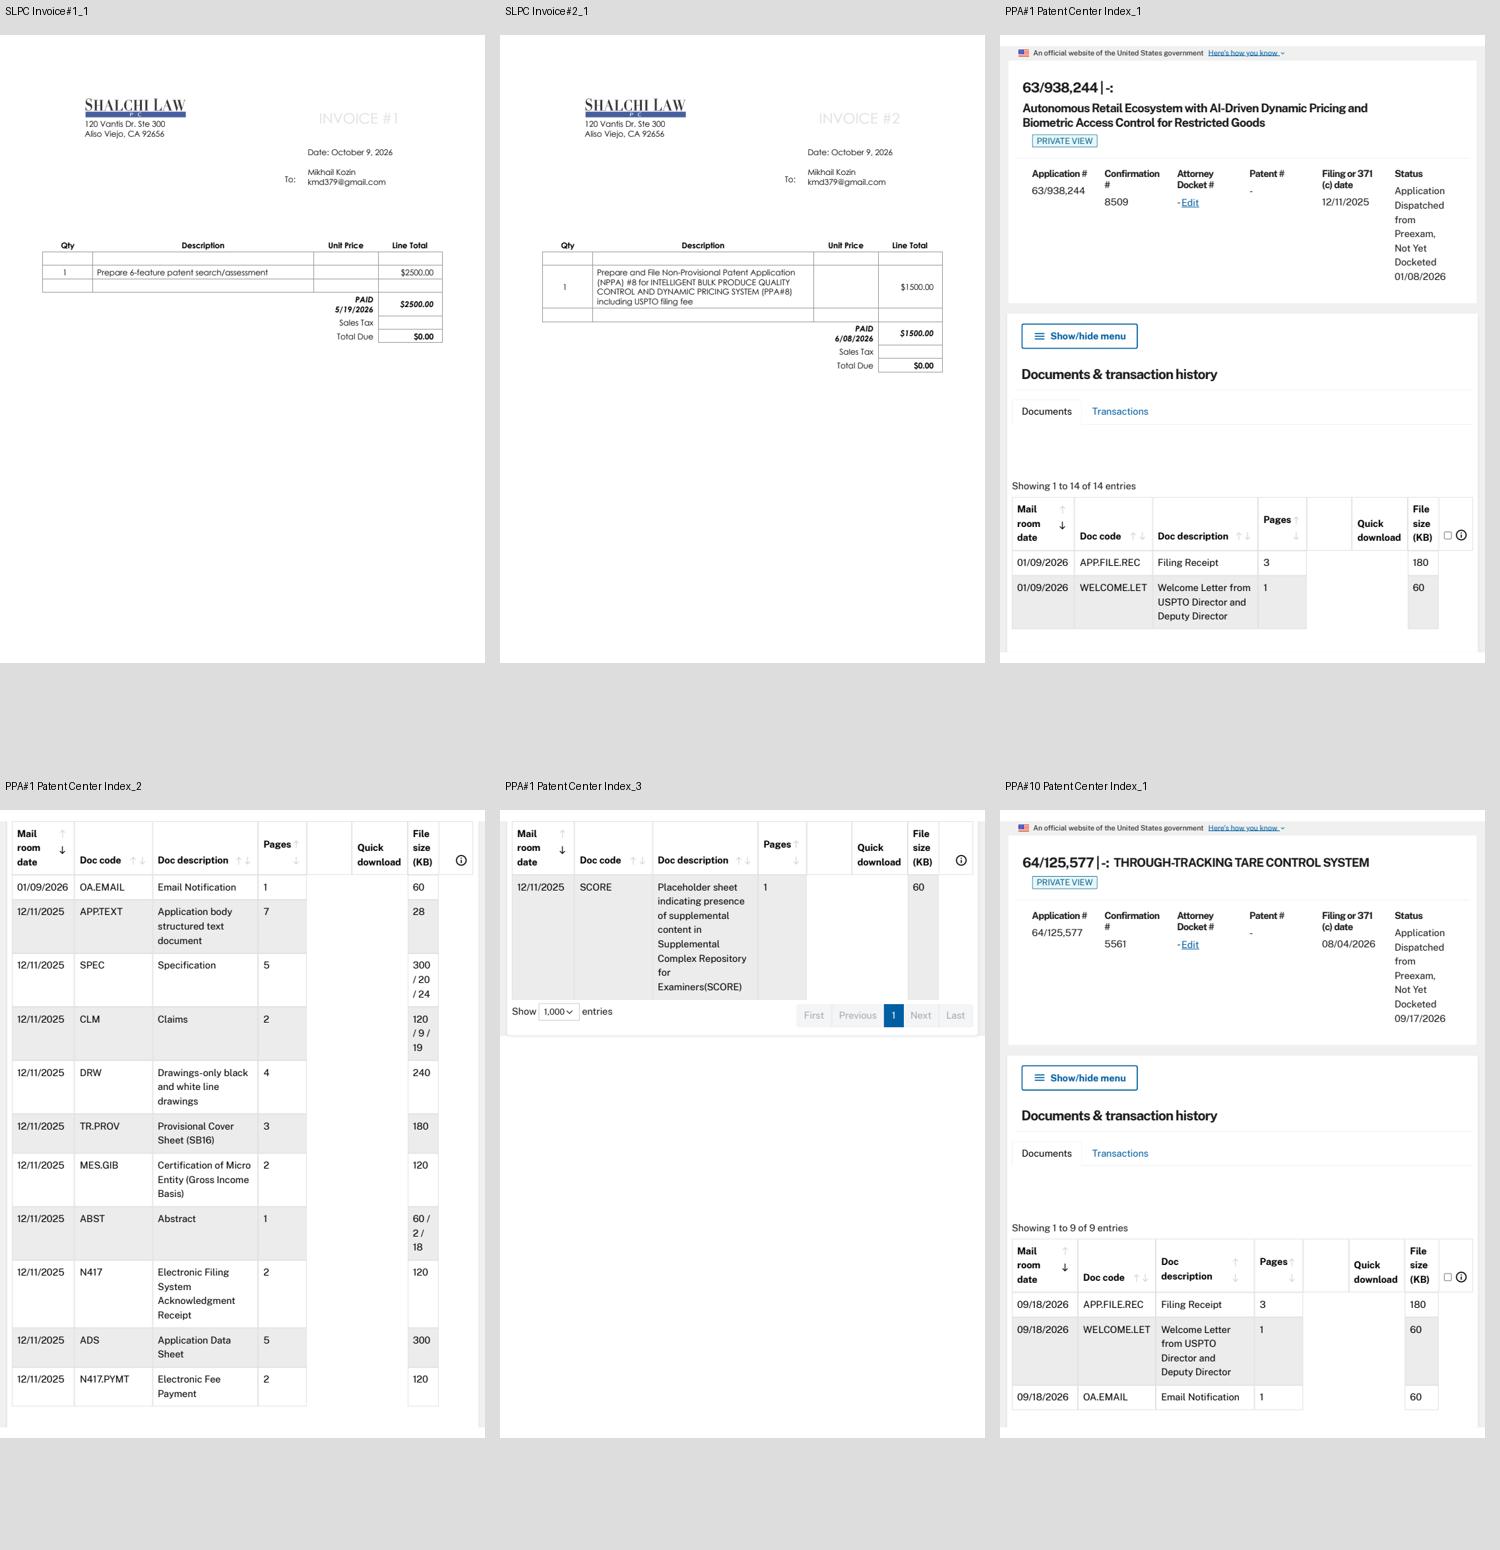 SLPC Invoice#1_1
SHALCHI LAW
P C
120 Vantis Dr. Ste 300
Aliso Viejo, CA 92656
INVOICE #1
Date: October 9, 2026
To:
Mikhail Kozin
kmd379@gmail.com
Qty Description Unit Price Line Total
1 Prepare 6-feature patent search/assessment $2500.00
PAID
5/19/2026
$2500.00
Sales Tax
Total Due $0.00
SLPC Invoice#2_1
SHALCHI LAW
P C
120 Vantis Dr. Ste 300
Aliso Viejo, CA 92656
INVOICE #2
Date: October 9, 2026
To:
Mikhail Kozin
kmd379@gmail.com
Qty Description Unit Price Line Total
1
Prepare and File Non-Provisional Patent Application
(NPPA) #8 for INTELLIGENT BULK PRODUCE QUALITY
CONTROL AND DYNAMIC PRICING SYSTEM (PPA#8)
including USPTO filing fee
$1500.00
PAID
6/08/2026
$1500.00
Sales Tax
Total Due $0.00
PPA#1 Patent Center Index_1
An official website of the United States government Here's how you know
63/938,244 | -:
Autonomous Retail Ecosystem with AI-Driven Dynamic Pricing and
Biometric Access Control for Restricted Goods
PRIVATE VIEW
Application #
63/938,244
Confirmation
#
8509
Attorney
Docket #
- Edit
Patent #
-
Filing or 371
(c) date
12/11/2025
Status
Application
Dispatched
from
Preexam,
Not Yet
Docketed
01/08/2026
Show/hide menu
Documents & transaction history
Documents Transactions
Showing 1 to 14 of 14 entries
Mail
room
date
Doc code
Doc description
Pages
Quick
download
File
size
(KB)
01/09/2026 APP.FILE.REC Filing Receipt 3 180
01/09/2026 WELCOME.LET Welcome Letter from 1 60
USPTO Director and
Deputy Director
PPA#1 Patent Center Index_2
Mail
room
date
Doc code
Doc description
Pages
Quick
download
File
size
(KB)
01/09/2026 OA.EMAIL Email Notification 1 60
12/11/2025 APP.TEXT Application body 7 28
structured text
document
12/11/2025 SPEC Specification 5 300
/ 20
/ 24
12/11/2025 CLM Claims 2 120
/ 9 /
19
12/11/2025 DRW Drawings-only black 4 240
and white line
drawings
12/11/2025 TR.PROV Provisional Cover 3 180
Sheet (SB16)
12/11/2025 MES.GIB Certification of Micro 2 120
Entity (Gross Income
Basis)
12/11/2025 ABST Abstract 1 60 /
2 /
18
12/11/2025 N417 Electronic Filing 2 120
System
Acknowledgment
Receipt
12/11/2025 ADS Application Data 5 300
Sheet
12/11/2025 N417.PYMT Electronic Fee 2 120
Payment
PPA#1 Patent Center Index_3
Mail
room
date
Doc code
Doc description
Pages
Quick
download
File
size
(KB)
12/11/2025 SCORE Placeholder sheet 1 60
indicating presence
of supplemental
content in
Supplemental
Complex Repository
for
Examiners(SCORE)
Show 1,000 entries
First Previous 1 Next Last
PPA#10 Patent Center Index_1
An official website of the United States government Here's how you know
64/125,577 | -: THROUGH-TRACKING TARE CONTROL SYSTEM
PRIVATE VIEW
Application #
64/125,577
Confirmation
#
5561
Attorney
Docket #
- Edit
Patent #
-
Filing or 371
(c) date
08/04/2026
Status
Application
Dispatched
from
Preexam,
Not Yet
Docketed
09/17/2026
Show/hide menu
Documents & transaction history
Documents Transactions
Showing 1 to 9 of 9 entries
Mail
room
date
Doc code
Doc
description
Pages
Quick
download
File
size
(KB)
09/18/2026 APP.FILE.REC Filing Receipt 3 180
09/18/2026 WELCOME.LET Welcome Letter 1 60
from USPTO
Director and
Deputy Director
09/18/2026 OA.EMAIL Email Notification 1 60